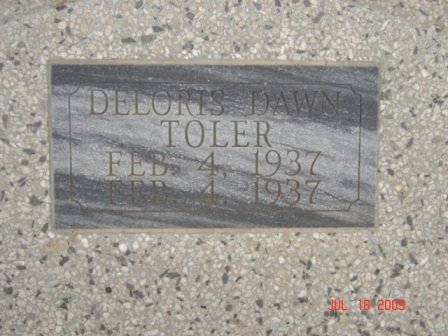 DELORIS DAWN
TOLER
FEB. 4, 1937
FEB. 4, 1937
JUL 18 2009